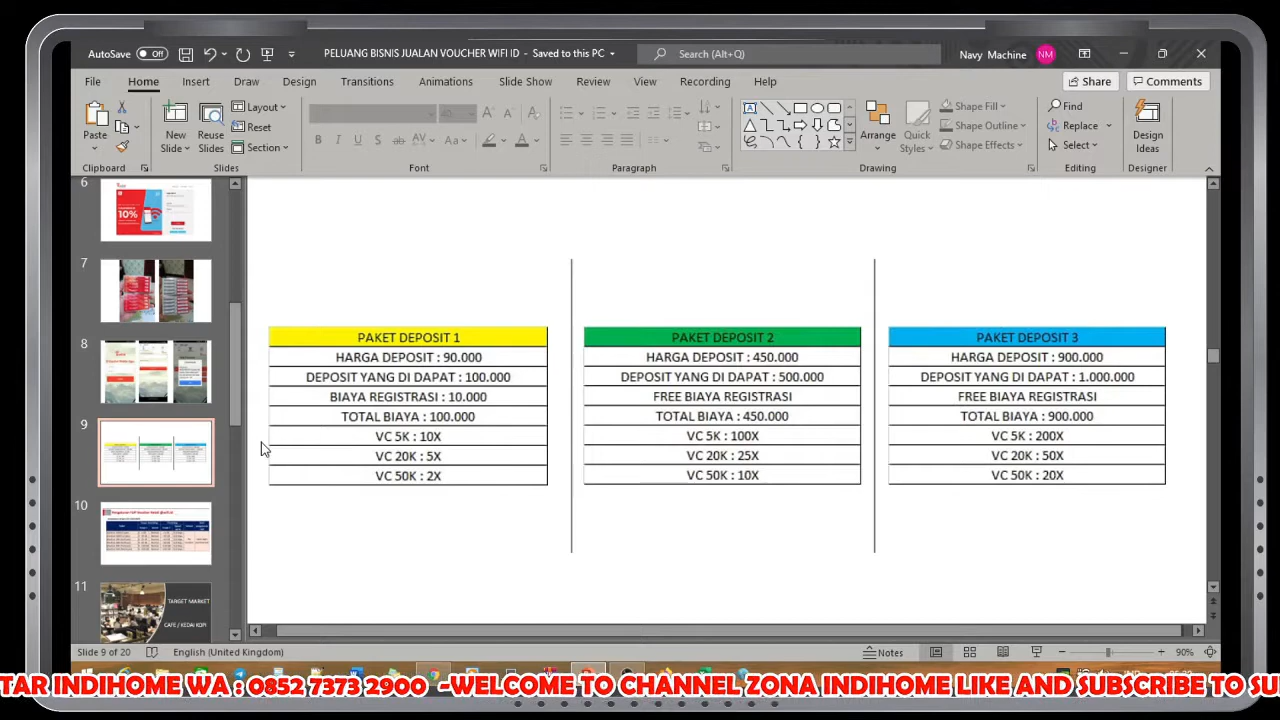 AutoSave Off
PELUANG BISNIS JUALAN VOUCHER WIFI ID - Saved to this PC
Search (Alt+Q)
Navy Machine NM
File Home Insert Draw Design Transitions Animations Slide Show Review View Recording Help
Share Comments
Paste
New Slide
Reuse Slides
Layout
Reset
Section
Arrange
Quick Styles
Shape Fill
Shape Outline
Shape Effects
Find
Replace
Select
Design Ideas
Clipboard Slides Font Paragraph Drawing Editing Designer
6
10%
7
8
9
10
11
TARGET MARKET
CAFE / KEDAI KOPI
PAKET DEPOSIT 1
HARGA DEPOSIT : 90.000
DEPOSIT YANG DI DAPAT : 100.000
BIAYA REGISTRASI : 10.000
TOTAL BIAYA : 100.000
VC 5K : 10X
VC 20K : 5X
VC 50K : 2X
PAKET DEPOSIT 2
HARGA DEPOSIT : 450.000
DEPOSIT YANG DI DAPAT : 500.000
FREE BIAYA REGISTRASI
TOTAL BIAYA : 450.000
VC 5K : 100X
VC 20K : 25X
VC 50K : 10X
PAKET DEPOSIT 3
HARGA DEPOSIT : 900.000
DEPOSIT YANG DI DAPAT : 1.000.000
FREE BIAYA REGISTRASI
TOTAL BIAYA : 900.000
VC 5K : 200X
VC 20K : 50X
VC 50K : 20X
Slide 9 of 20 English (United Kingdom) Notes 90%
TAR INDIHOME WA : 0852 7373 2900 -WELCOME TO CHANNEL ZONA INDIHOME LIKE AND SUBSCRIBE TO SU